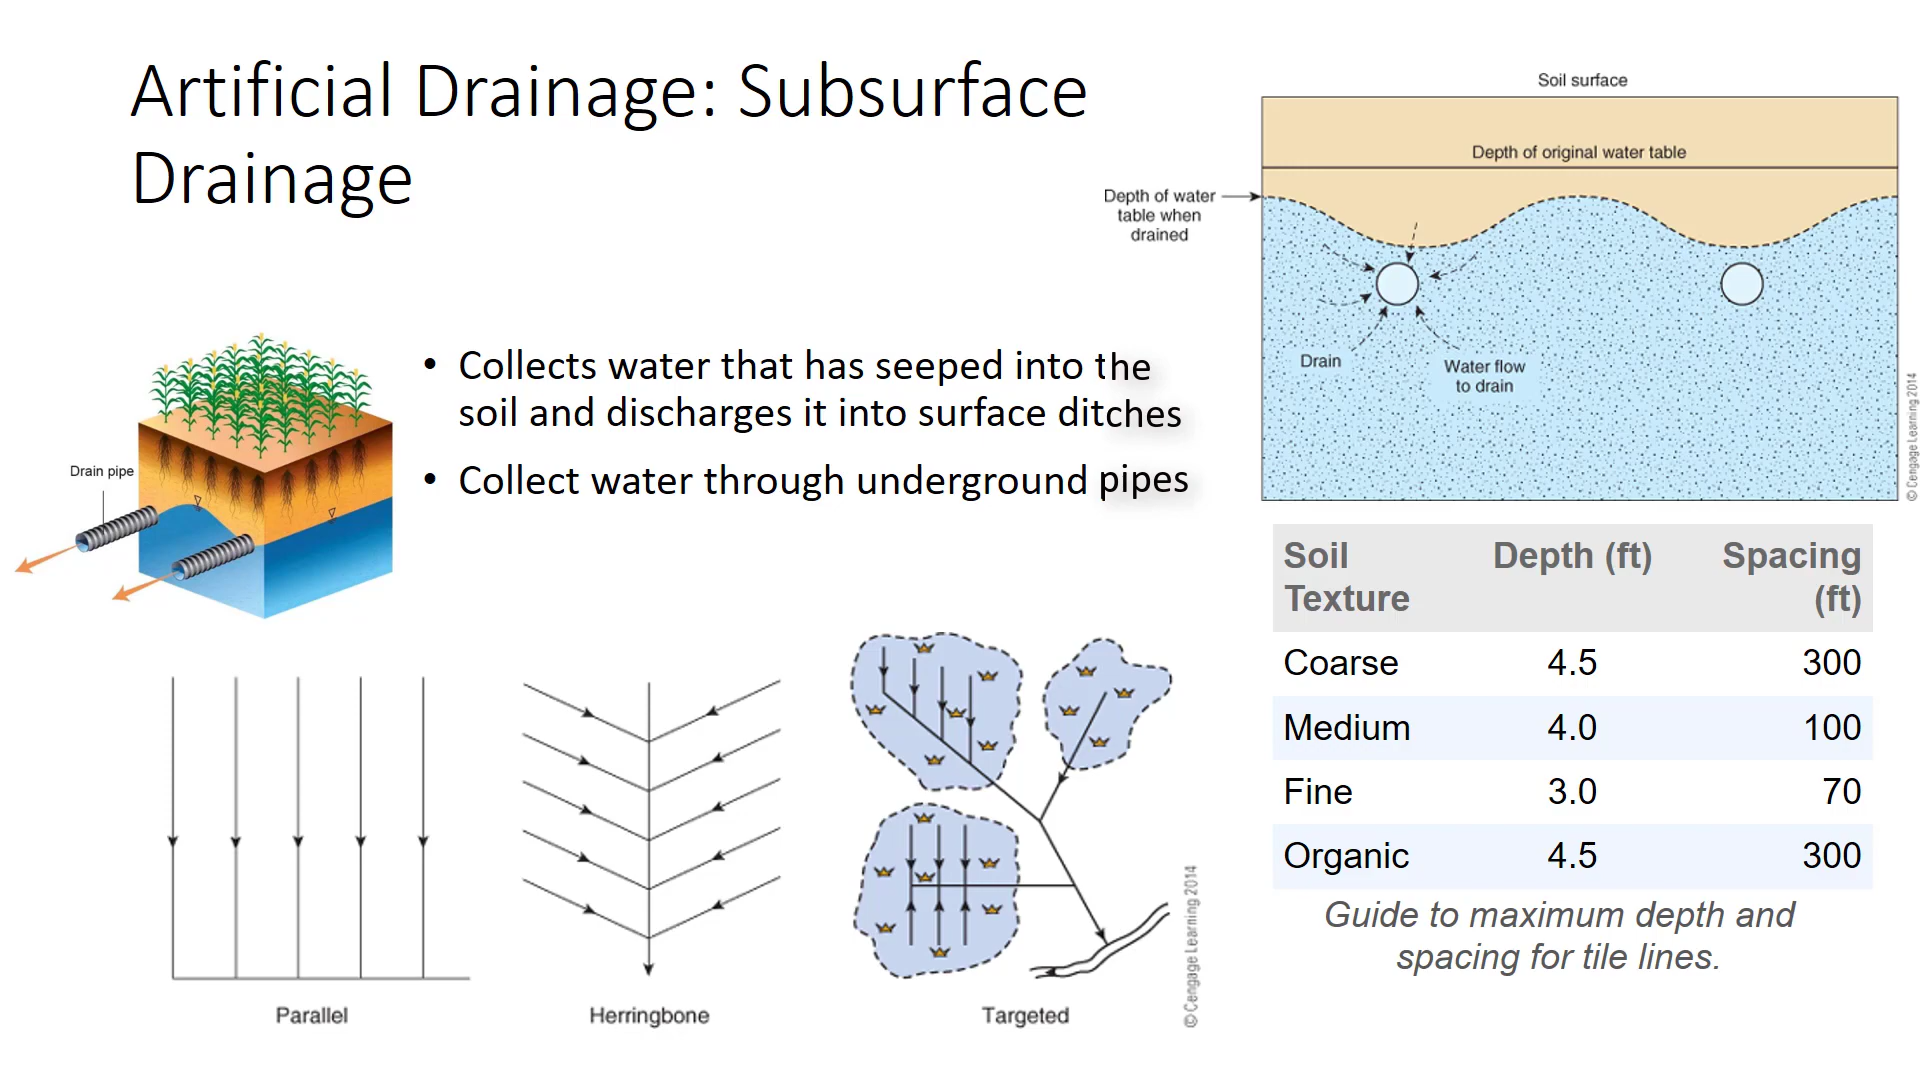 Artificial Drainage: Subsurface
Drainage
Soil surface
Depth of original water table
Depth of water
table when
drained
Drain
Water flow
to drain
© Cengage Learning 2014
• Collects water that has seeped into the
soil and discharges it into surface ditches
• Collect water through underground pipes
Drain pipe
Soil Texture Depth (ft) Spacing (ft)
Coarse 4.5 300
Medium 4.0 100
Fine 3.0 70
Organic 4.5 300
Guide to maximum depth and
spacing for tile lines.
Parallel
Herringbone
Targeted
© Cengage Learning 2014